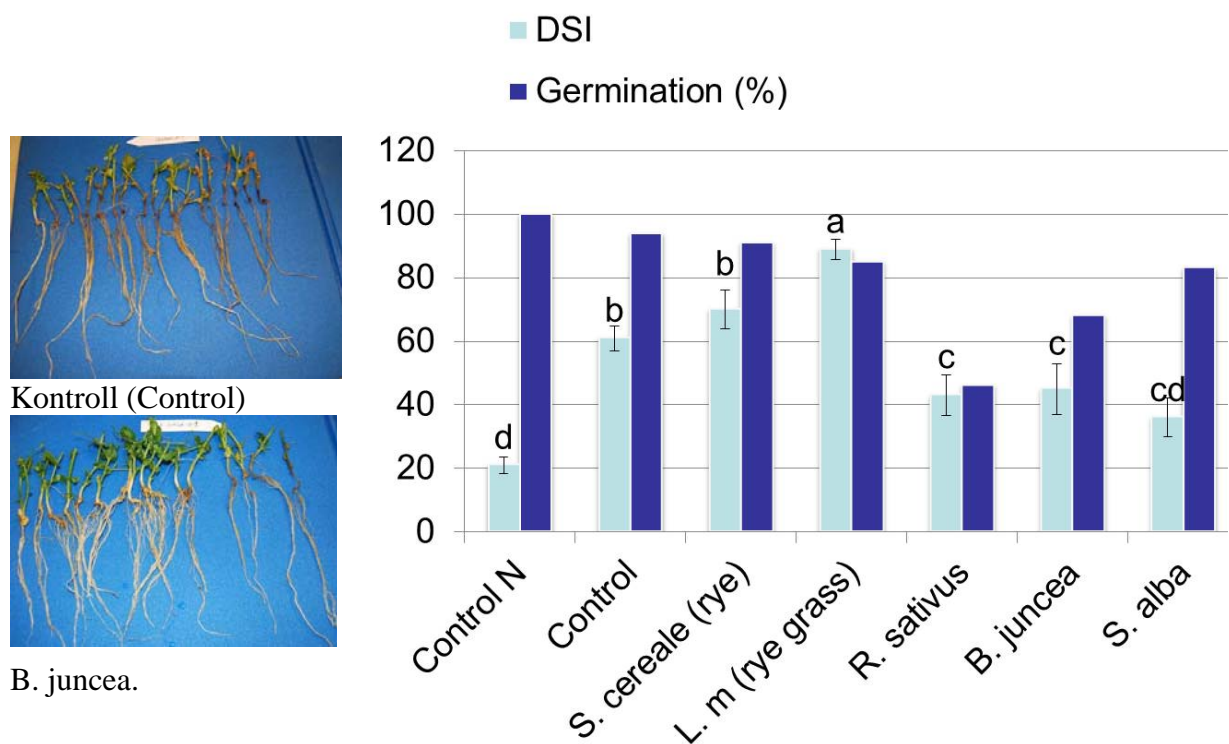 DSI
Germination (%)
120
100
80
60
40
20
0
d
b
b
a
c
c
cd
Control N
Control
S. cereale (rye)
L. m (rye grass)
R. sativus
B. juncea
S. alba
Kontroll (Control)
B. juncea.